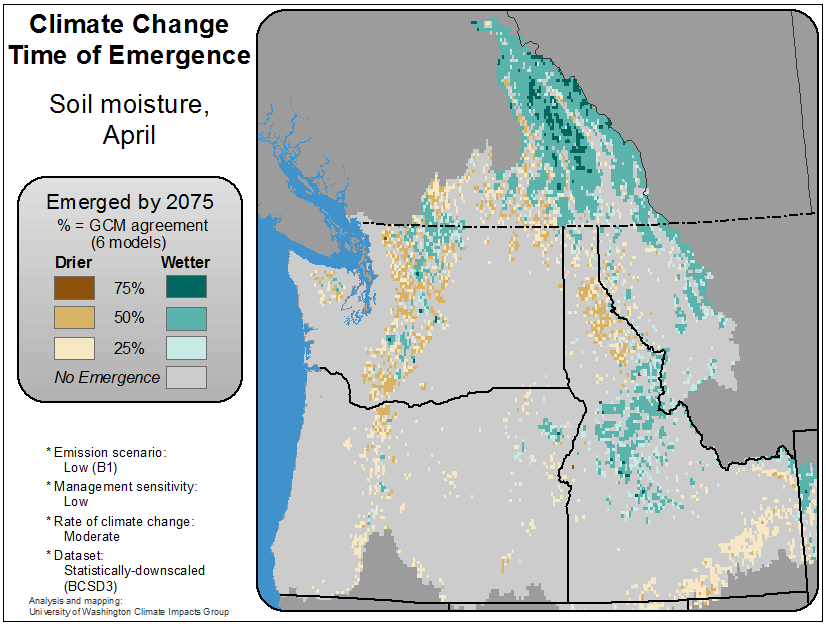 Climate Change
Time of Emergence
Soil moisture,
April
Emerged by 2075
% = GCM agreement
(6 models)
Drier Wetter
75%
50%
25%
No Emergence
* Emission scenario:
Low (B1)
* Management sensitivity:
Low
* Rate of climate change:
Moderate
* Dataset:
Statistically-downscaled
(BCSD3)
Analysis and mapping:
University of Washington Climate Impacts Group